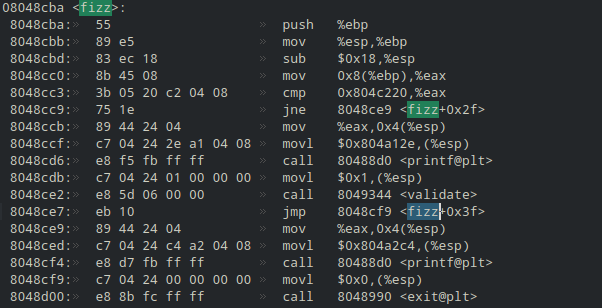 08048cba <fizz>:
8048cba:» 55 » push %ebp
8048cbb:» 89 e5 » mov %esp,%ebp
8048cbd:» 83 ec 18 » sub $0x18,%esp
8048cc0:» 8b 45 08 » mov 0x8(%ebp),%eax
8048cc3:» 3b 05 20 c2 04 08 » cmp 0x804c220,%eax
8048cc9:» 75 1e » jne 8048ce9 <fizz+0x2f>
8048ccb:» 89 44 24 04 » mov %eax,0x4(%esp)
8048ccf:» c7 04 24 2e a1 04 08 » movl $0x804a12e,(%esp)
8048cd6:» e8 f5 fb ff ff » call 80488d0 <printf@plt>
8048cdb:» c7 04 24 01 00 00 00 » movl $0x1,(%esp)
8048ce2:» e8 5d 06 00 00 » call 8049344 <validate>
8048ce7:» eb 10 » jmp 8048cf9 <fizz+0x3f>
8048ce9:» 89 44 24 04 » mov %eax,0x4(%esp)
8048ced:» c7 04 24 c4 a2 04 08 » movl $0x804a2c4,(%esp)
8048cf4:» e8 d7 fb ff ff » call 80488d0 <printf@plt>
8048cf9:» c7 04 24 00 00 00 00 » movl $0x0,(%esp)
8048d00:» e8 8b fc ff ff » call 8048990 <exit@plt>